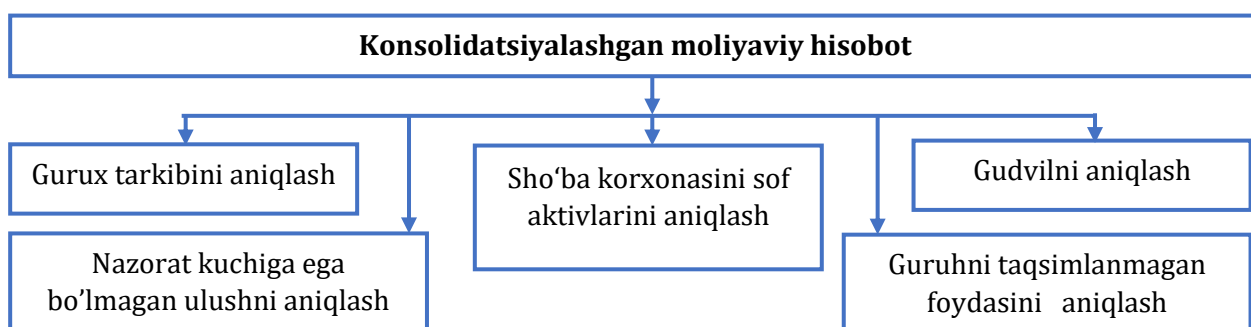 Konsolidatsiyalashgan moliyaviy hisobot
Gurux tarkibini aniqlash
Sho‘ba korxonasini sof
aktivlarini aniqlash
Gudvilni aniqlash
Nazorat kuchiga ega
bo’lmagan ulushni aniqlash
Guruhni taqsimlanmagan
foydasini aniqlash